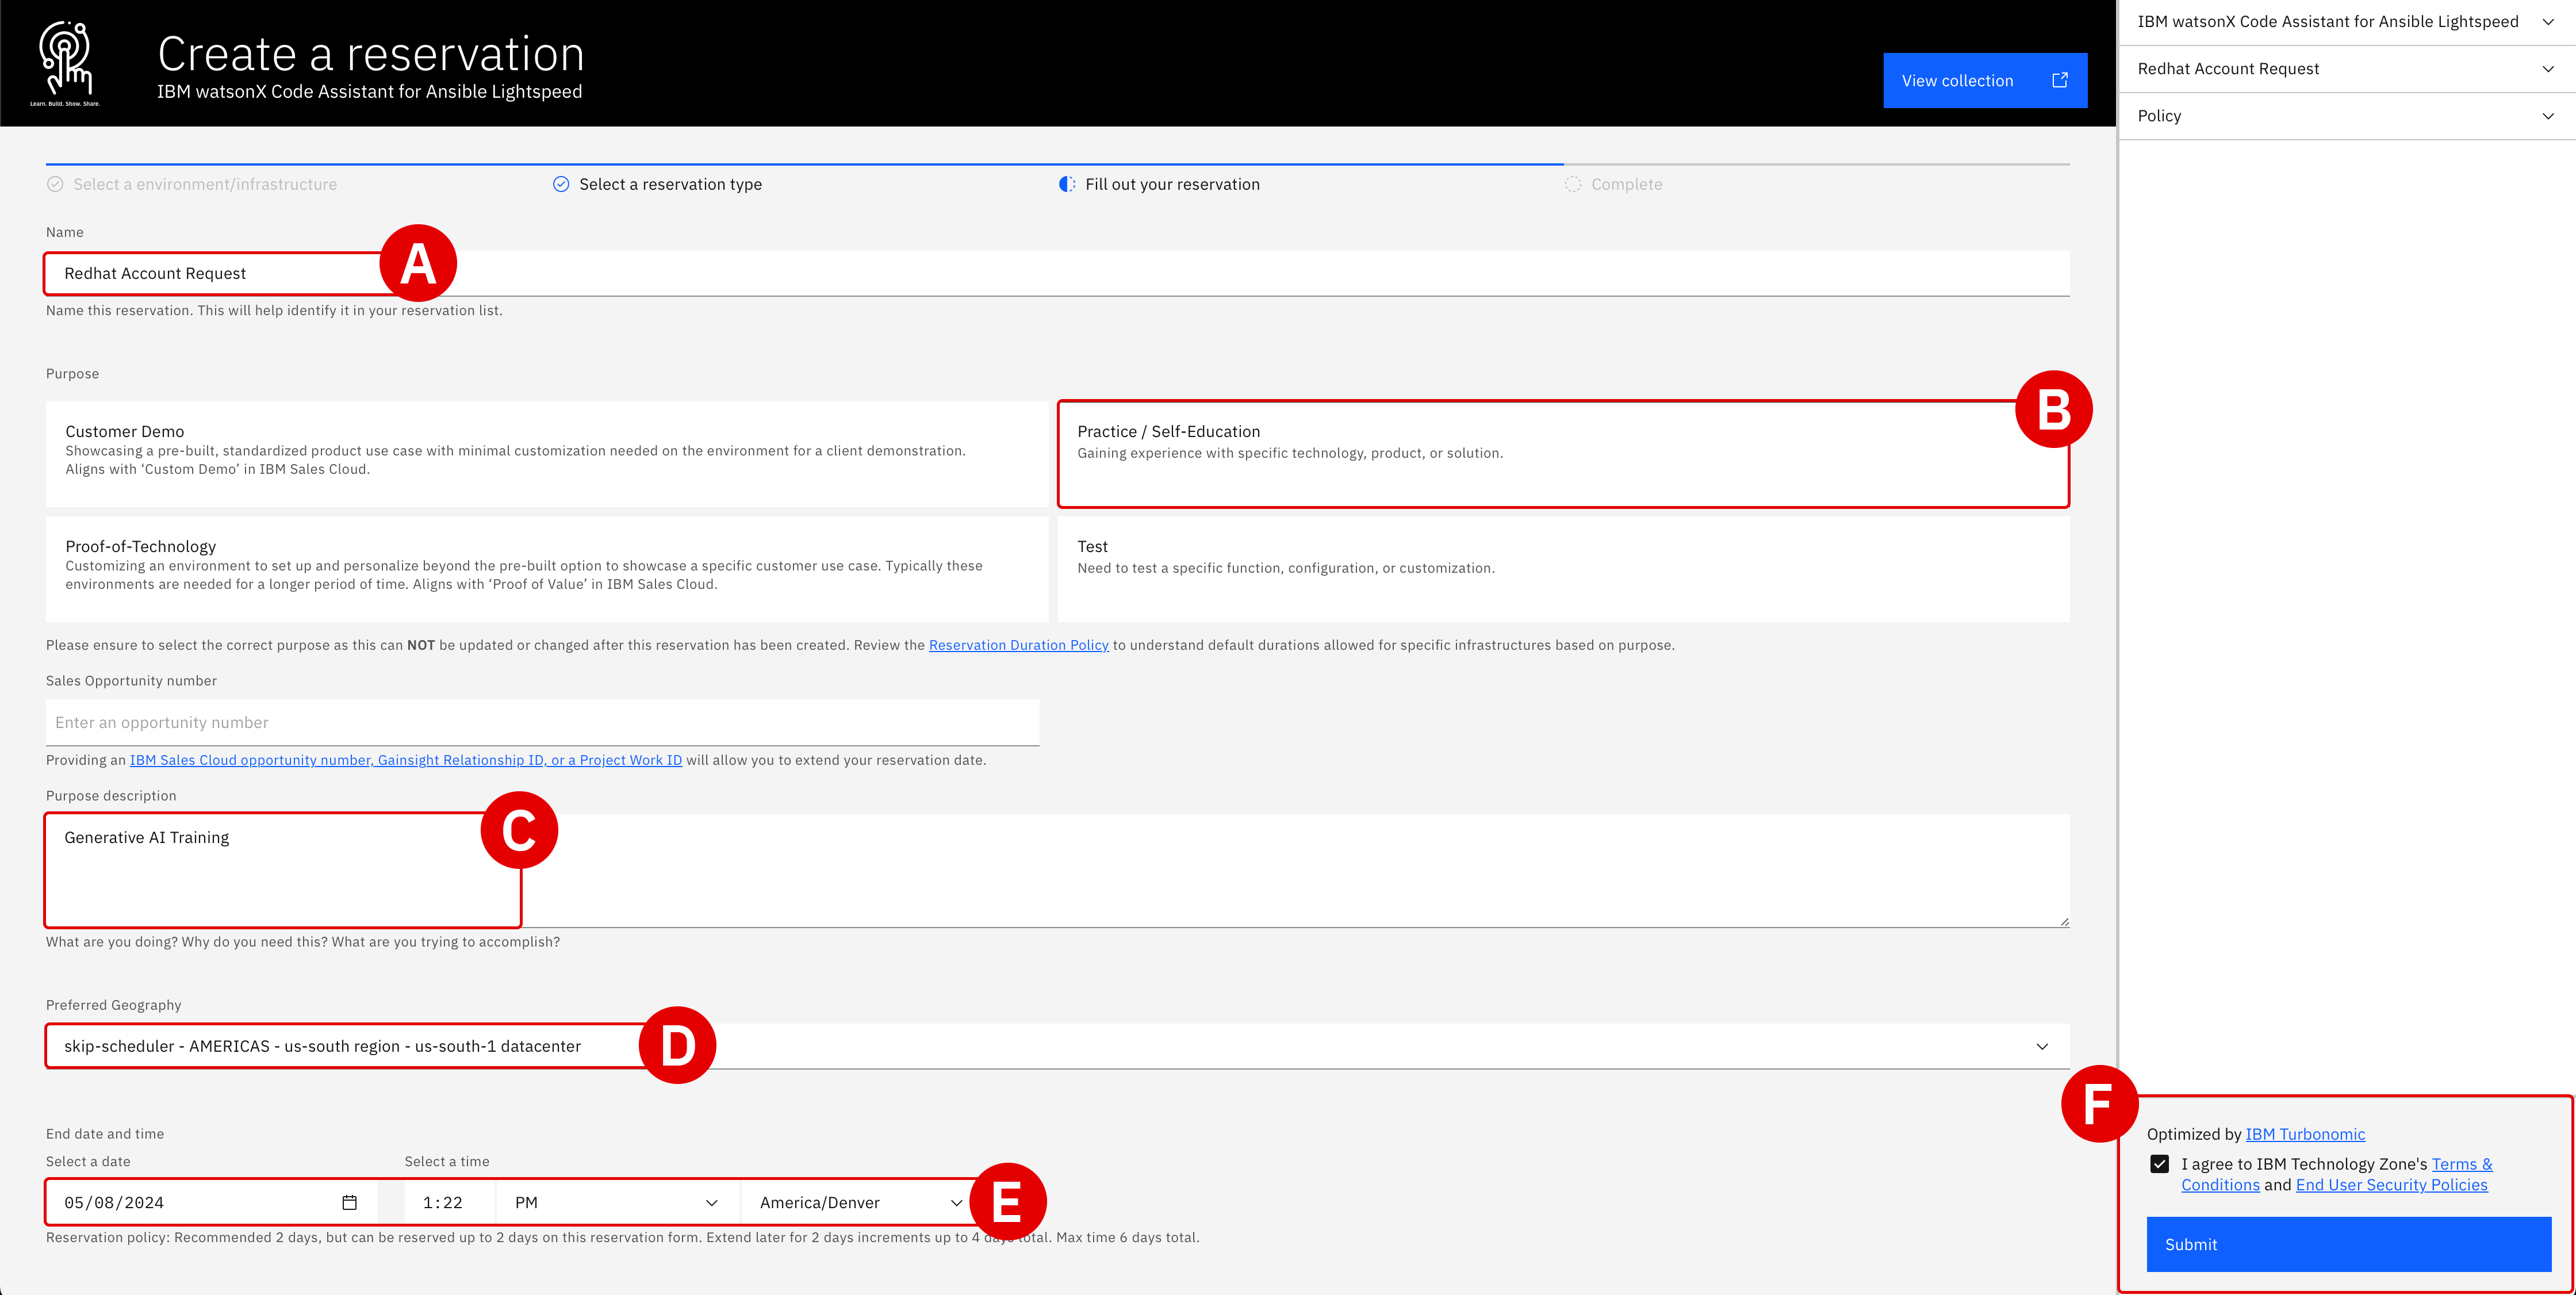 Learn. Build. Show. Share.
Create a reservation
IBM watsonX Code Assistant for Ansible Lightspeed
View collection
Select a environment/infrastructure
Select a reservation type
Fill out your reservation
Complete
Name
Redhat Account Request
A
Name this reservation. This will help identify it in your reservation list.
Purpose
Customer Demo
Showcasing a pre-built, standardized product use case with minimal customization needed on the environment for a client demonstration.
Aligns with ‘Custom Demo’ in IBM Sales Cloud.
B
Practice / Self-Education
Gaining experience with specific technology, product, or solution.
Proof-of-Technology
Customizing an environment to set up and personalize beyond the pre-built option to showcase a specific customer use case. Typically these
environments are needed for a longer period of time. Aligns with ‘Proof of Value’ in IBM Sales Cloud.
Test
Need to test a specific function, configuration, or customization.
Please ensure to select the correct purpose as this can NOT be updated or changed after this reservation has been created. Review the Reservation Duration Policy to understand default durations allowed for specific infrastructures based on purpose.
Sales Opportunity number
Enter an opportunity number
Providing an IBM Sales Cloud opportunity number, Gainsight Relationship ID, or a Project Work ID will allow you to extend your reservation date.
Purpose description
Generative AI Training
C
What are you doing? Why do you need this? What are you trying to accomplish?
Preferred Geography
skip-scheduler - AMERICAS - us-south region - us-south-1 datacenter
D
End date and time
Select a date
Select a time
05/08/2024
1:22
PM
America/Denver
E
Reservation policy: Recommended 2 days, but can be reserved up to 2 days on this reservation form. Extend later for 2 days increments up to 4 days total. Max time 6 days total.
IBM watsonX Code Assistant for Ansible Lightspeed
Redhat Account Request
Policy
F
Optimized by IBM Turbonomic
I agree to IBM Technology Zone's Terms &
Conditions and End User Security Policies
Submit